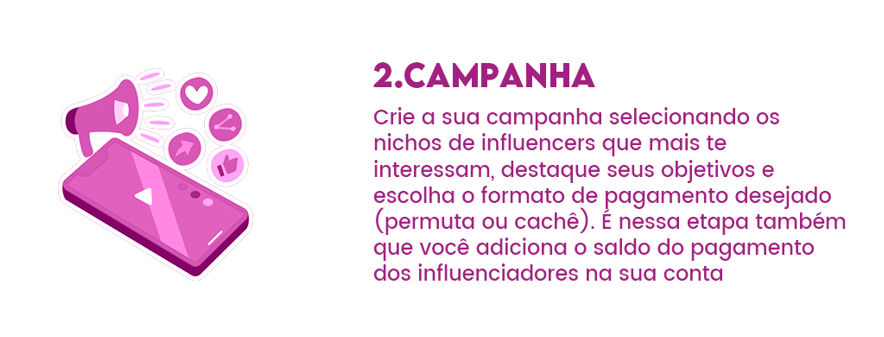 2.CAMPANHA
Crie a sua campanha selecionando os
nichos de influencers que mais te
interessam, destaque seus objetivos e
escolha o formato de pagamento desejado
(permuta ou cachê). É nessa etapa também
que você adiciona o saldo do pagamento
dos influenciadores na sua conta